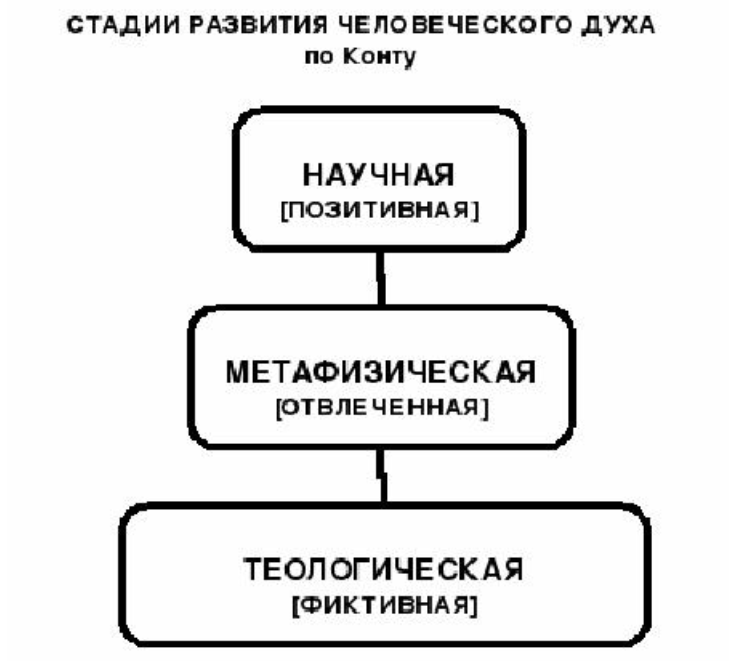 СТАДИИ РАЗВИТИЯ ЧЕЛОВЕЧЕСКОГО ДУХА
по Конту
НАУЧНАЯ
[ПОЗИТИВНАЯ]
МЕТАФИЗИЧЕСКАЯ
[ОТВЛЕЧЕННАЯ]
ТЕОЛОГИЧЕСКАЯ
[ФИКТИВНАЯ]